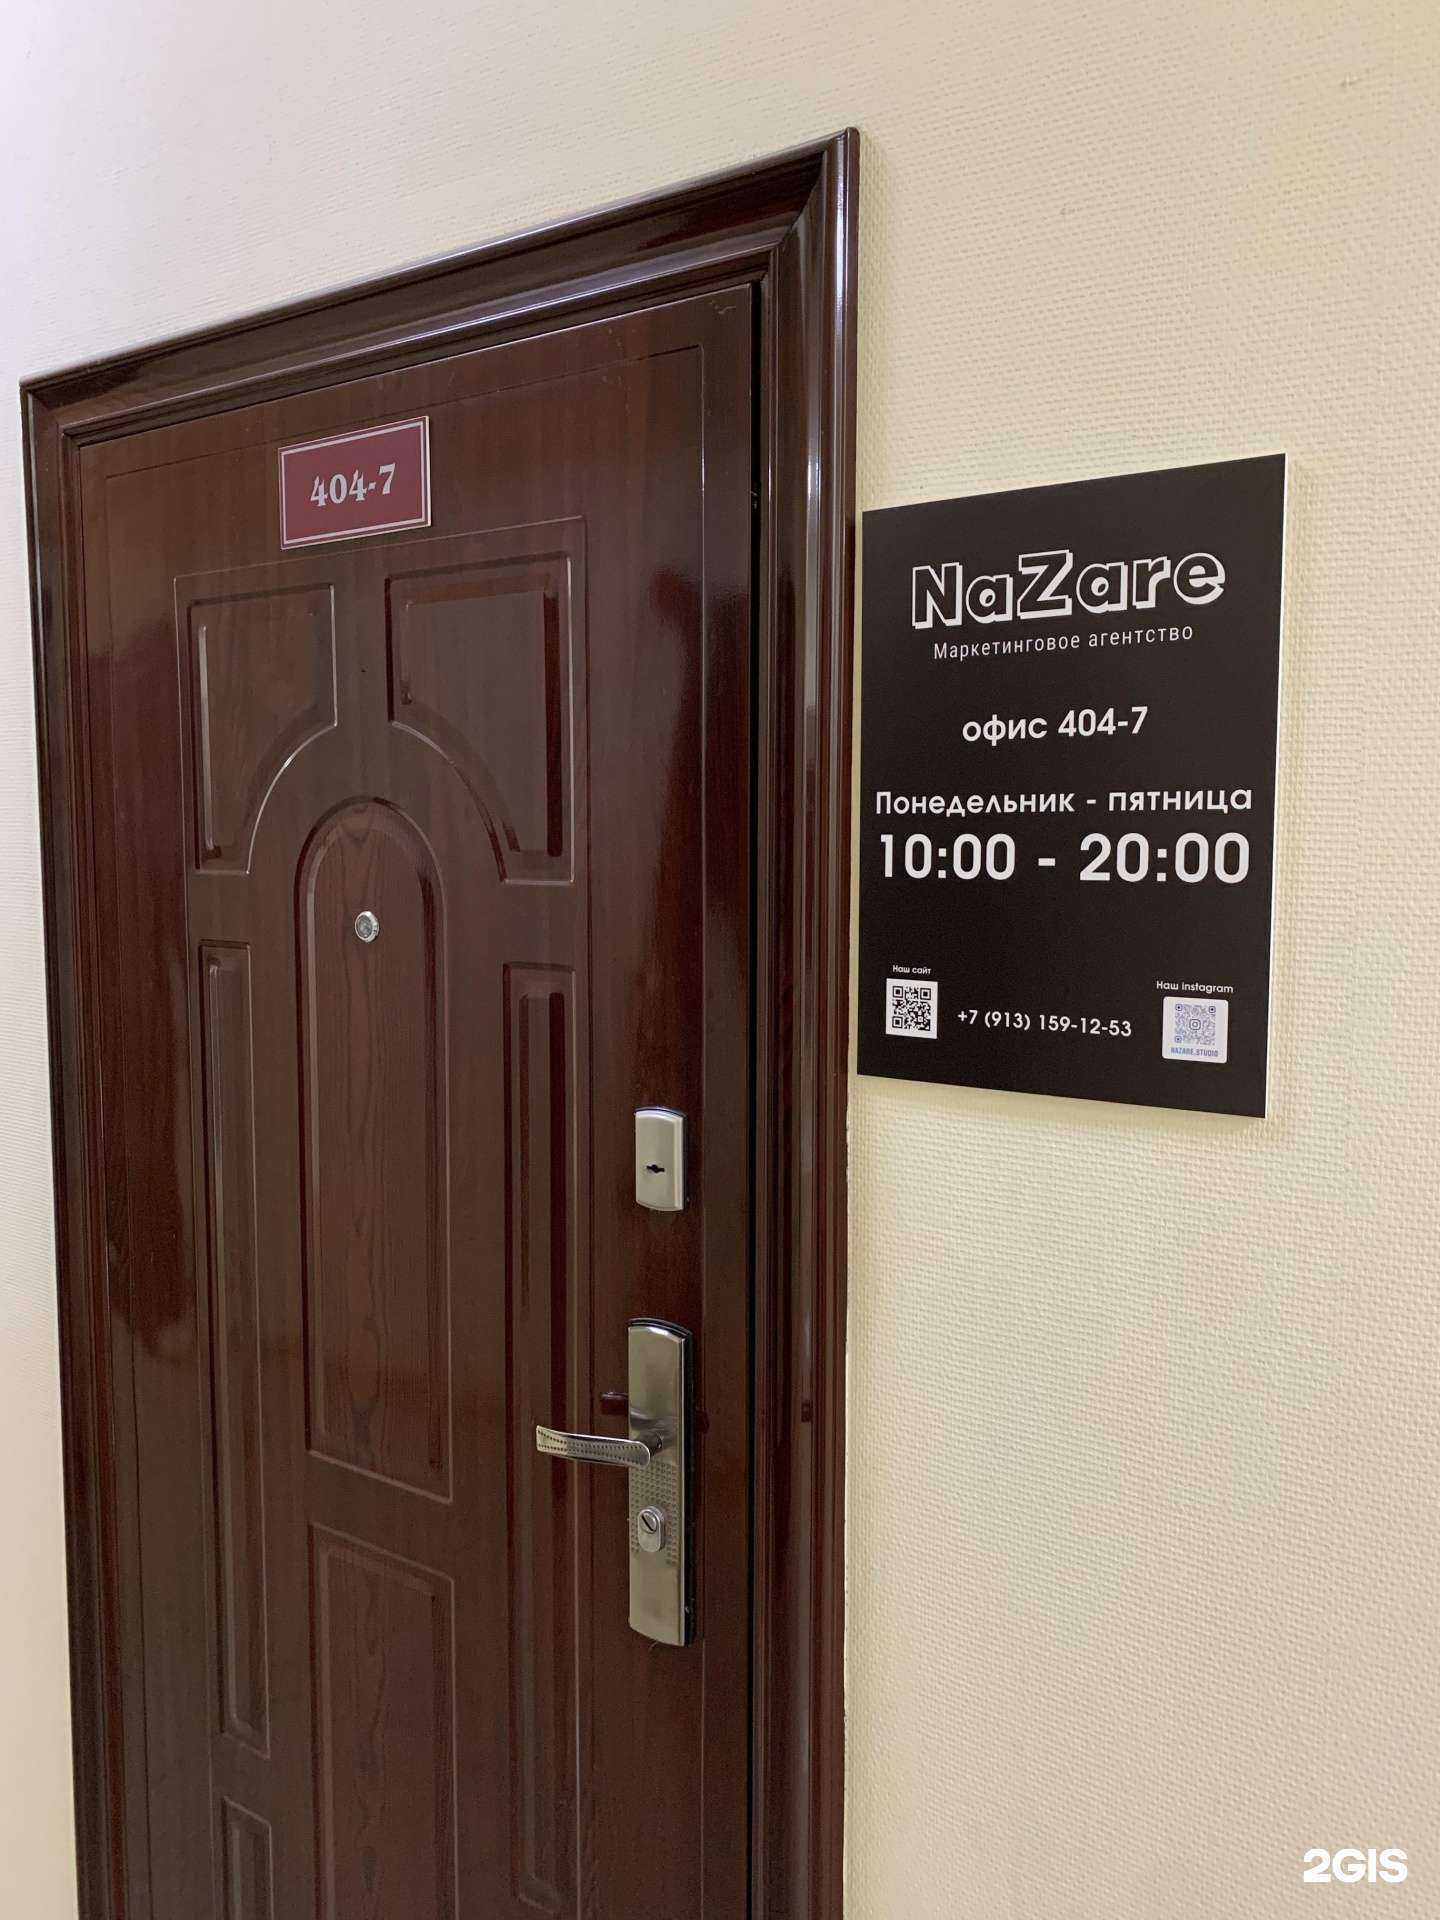 404-7
NaZare
Маркетинговое агентство
офис 404-7
Понедельник - пятница
10:00 - 20:00
Наш сайт
+7 (913) 159-12-53
Наш instagram
NAZARE.STUDIO
2GIS